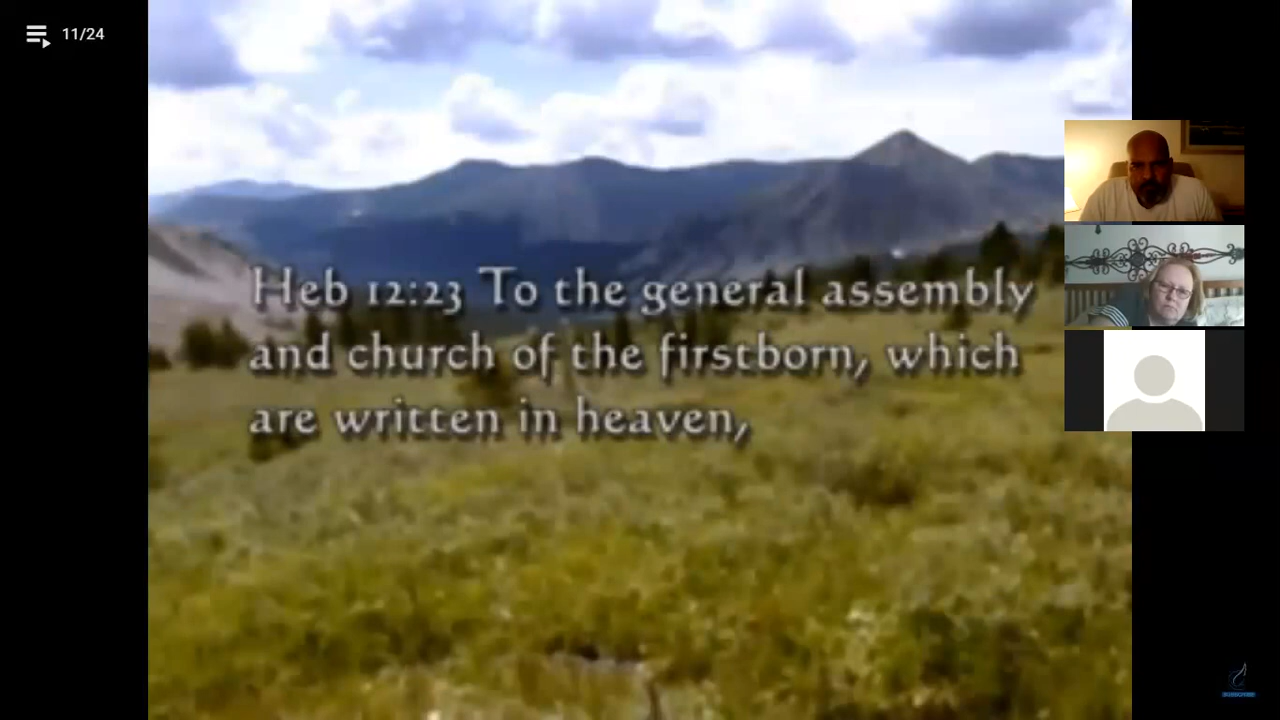 11/24
Heb 12:23 To the general assembly
and church of the firstborn, which
are written in heaven,
SUBSCRIBE